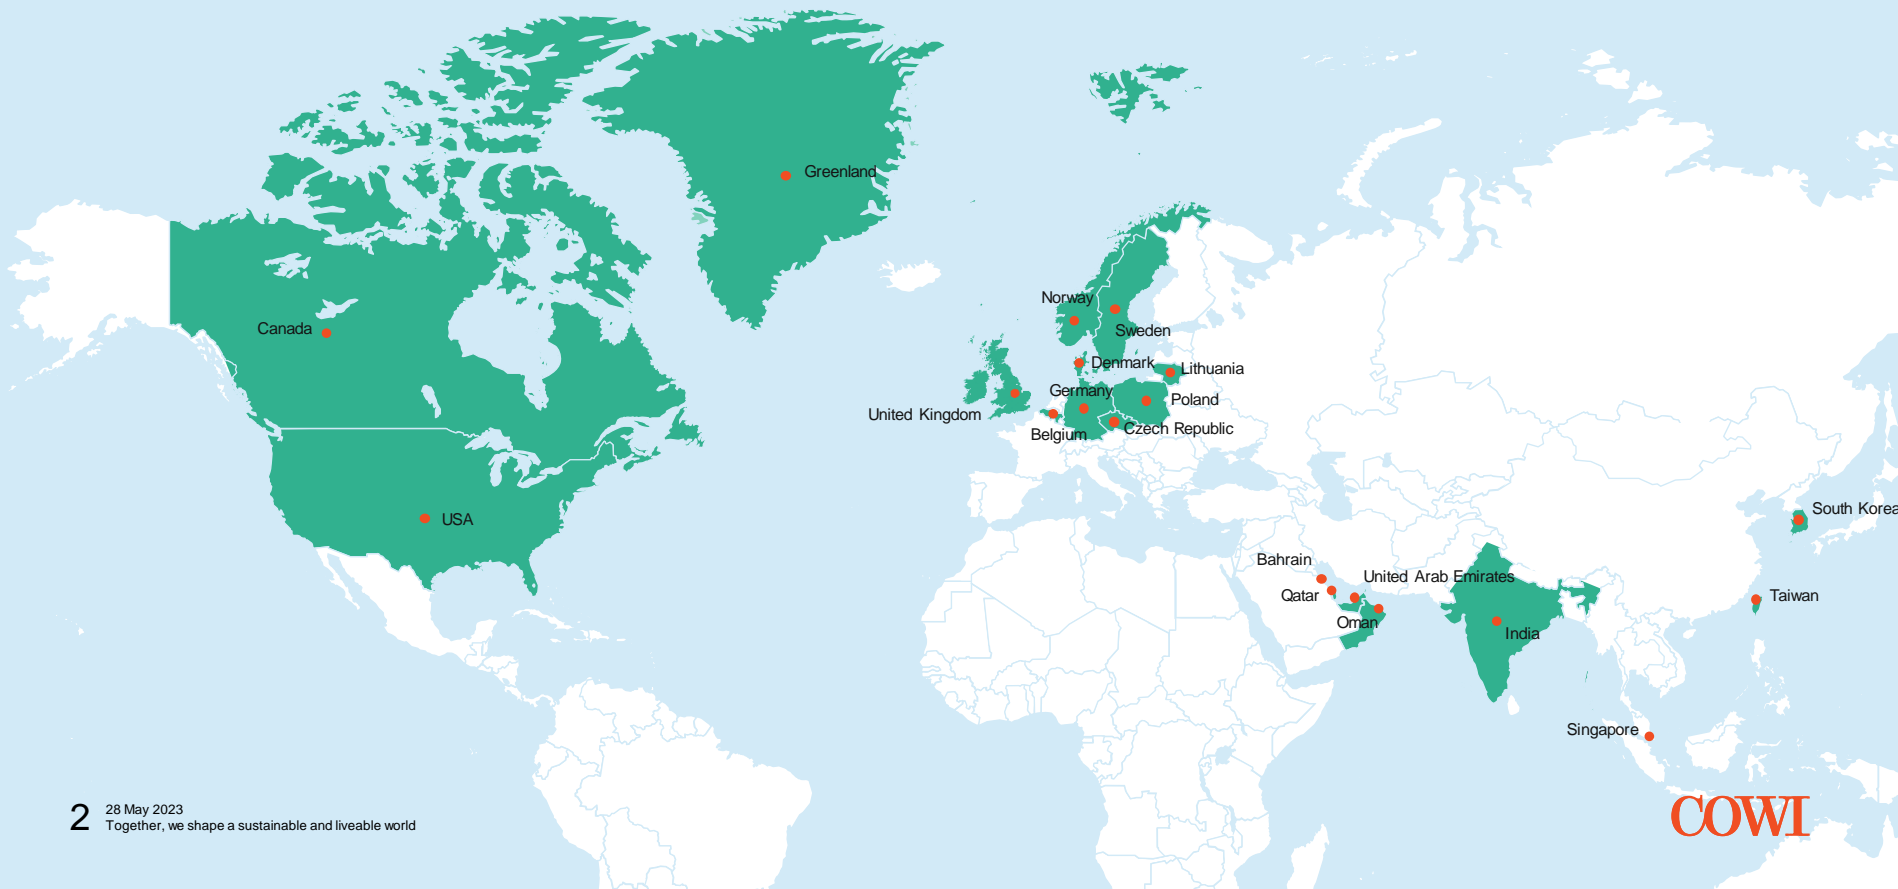 Greenland
Norway
Canada
Sweden
Denmark
Lithuania
Germany
Poland
United Kingdom
Belgium
Czech Republic
South Korea
USA
Bahrain
United Arab Emirates
Qatar
Taiwan
Oman
India
Singapore
2
28 May 2023
Together, we shape a sustainable and liveable world
COWI